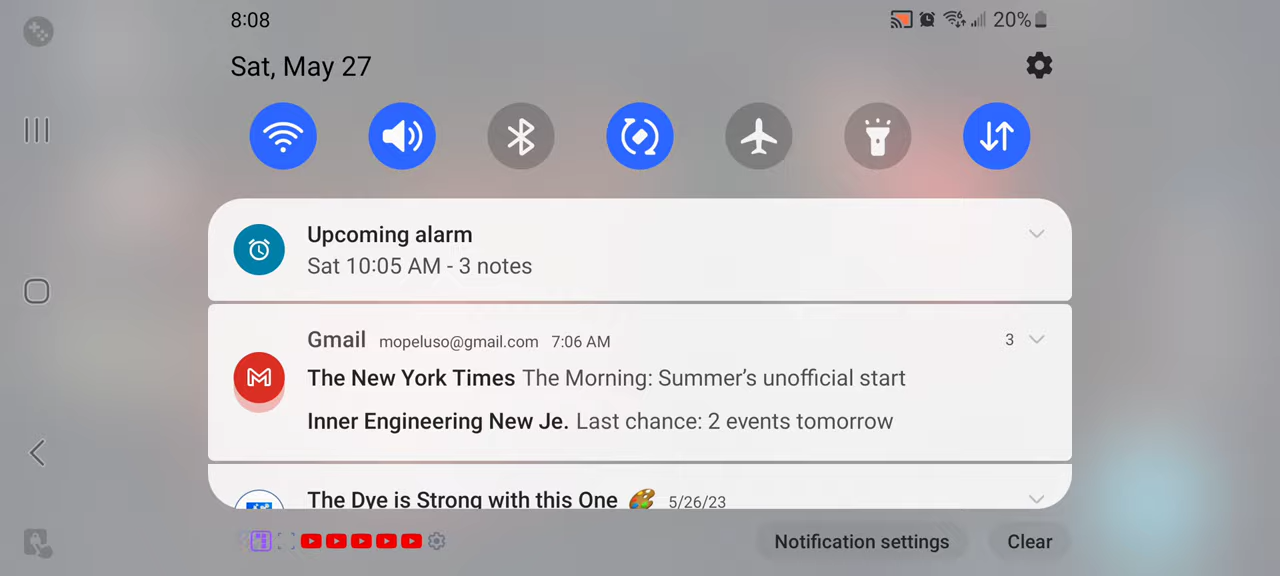 8:08
20%
Sat, May 27
Upcoming alarm
Sat 10:05 AM - 3 notes
Gmail mopeluso@gmail.com 7:06 AM 3
The New York Times The Morning: Summer's unofficial start
Inner Engineering New Je. Last chance: 2 events tomorrow
The Dye is Strong with this One 🎨 5/26/23
Notification settings Clear